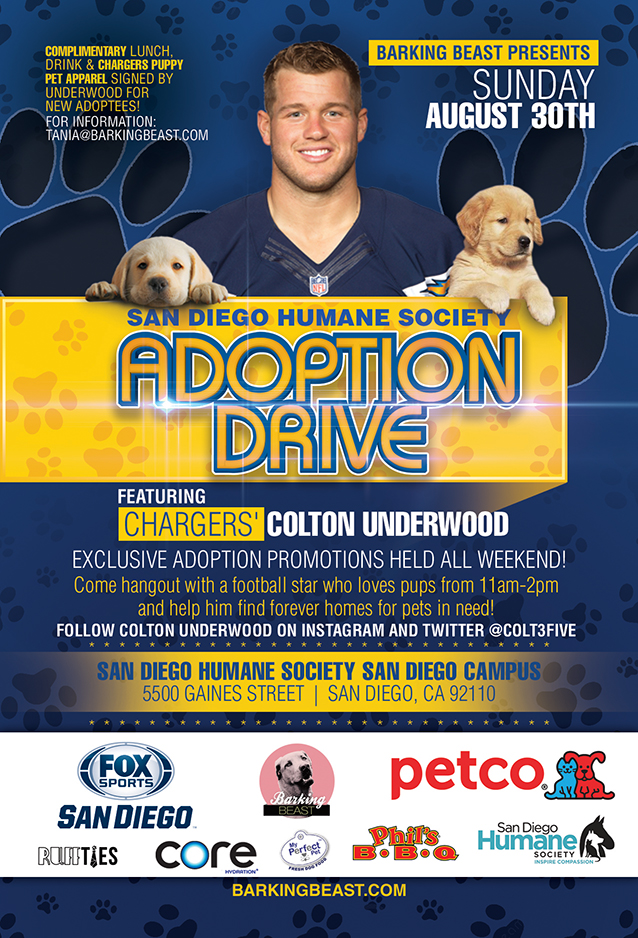 COMPLIMENTARY LUNCH,
DRINK & CHARGERS PUPPY
PET APPAREL SIGNED BY
UNDERWOOD FOR
NEW ADOPTEES!
FOR INFORMATION:
TANIA@BARKINGBEAST.COM
BARKING BEAST PRESENTS
SUNDAY
AUGUST 30TH
NFL
SAN DIEGO HUMANE SOCIETY
ADOPTION
DRIVE
FEATURING
CHARGERS' COLTON UNDERWOOD
EXCLUSIVE ADOPTION PROMOTIONS HELD ALL WEEKEND!
Come hangout with a football star who loves pups from 11am-2pm
and help him find forever homes for pets in need!
FOLLOW COLTON UNDERWOOD ON INSTAGRAM AND TWITTER @COLT3FIVE
SAN DIEGO HUMANE SOCIETY SAN DIEGO CAMPUS
5500 GAINES STREET | SAN DIEGO, CA 92110
FOX
SPORTS
SAN DIEGO
Barking
BEAST
petco
RUFFTIES
core
HYDRATION
My
Perfect
Pet
FRESH DOG FOOD
Phil's
B·B·Q
San Diego
Humane
SOCIETY
INSPIRE COMPASSION
BARKINGBEAST.COM